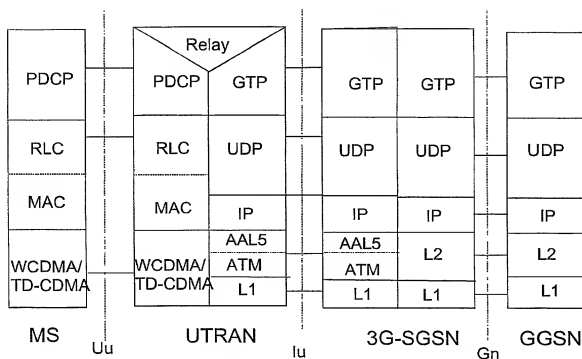 Relay
PDCP
PDCP
GTP
GTP
GTP
GTP
RLC
RLC
UDP
UDP
UDP
UDP
MAC
MAC
IP
IP
IP
IP
WCDMA/
TD-CDMA
WCDMA/
TD-CDMA
AAL5
ATM
L1
AAL5
ATM
L1
L2
L1
L2
L1
MS
UTRAN
3G-SGSN
GGSN
Uu
Iu
Gn